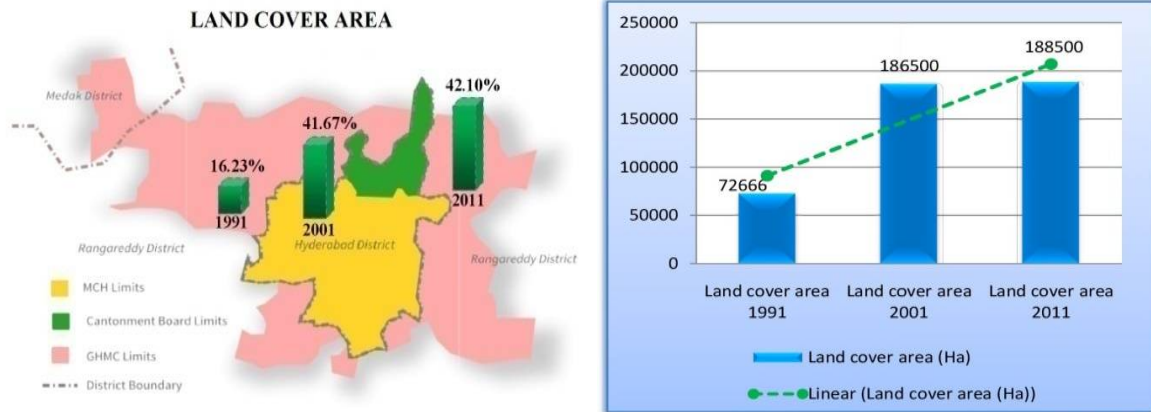 LAND COVER AREA
Medak District
42.10%
41.67%
16.23%
1991
2001
2011
Rangareddy District
Hyderabad District
Rangareddy District
MCH Limits
Cantonment Board Limits
GHMC Limits
District Boundary
250000
200000
150000
100000
50000
0
72666
186500
188500
Land cover area
1991
Land cover area
2001
Land cover area
2011
Land cover area (Ha)
Linear (Land cover area (Ha))